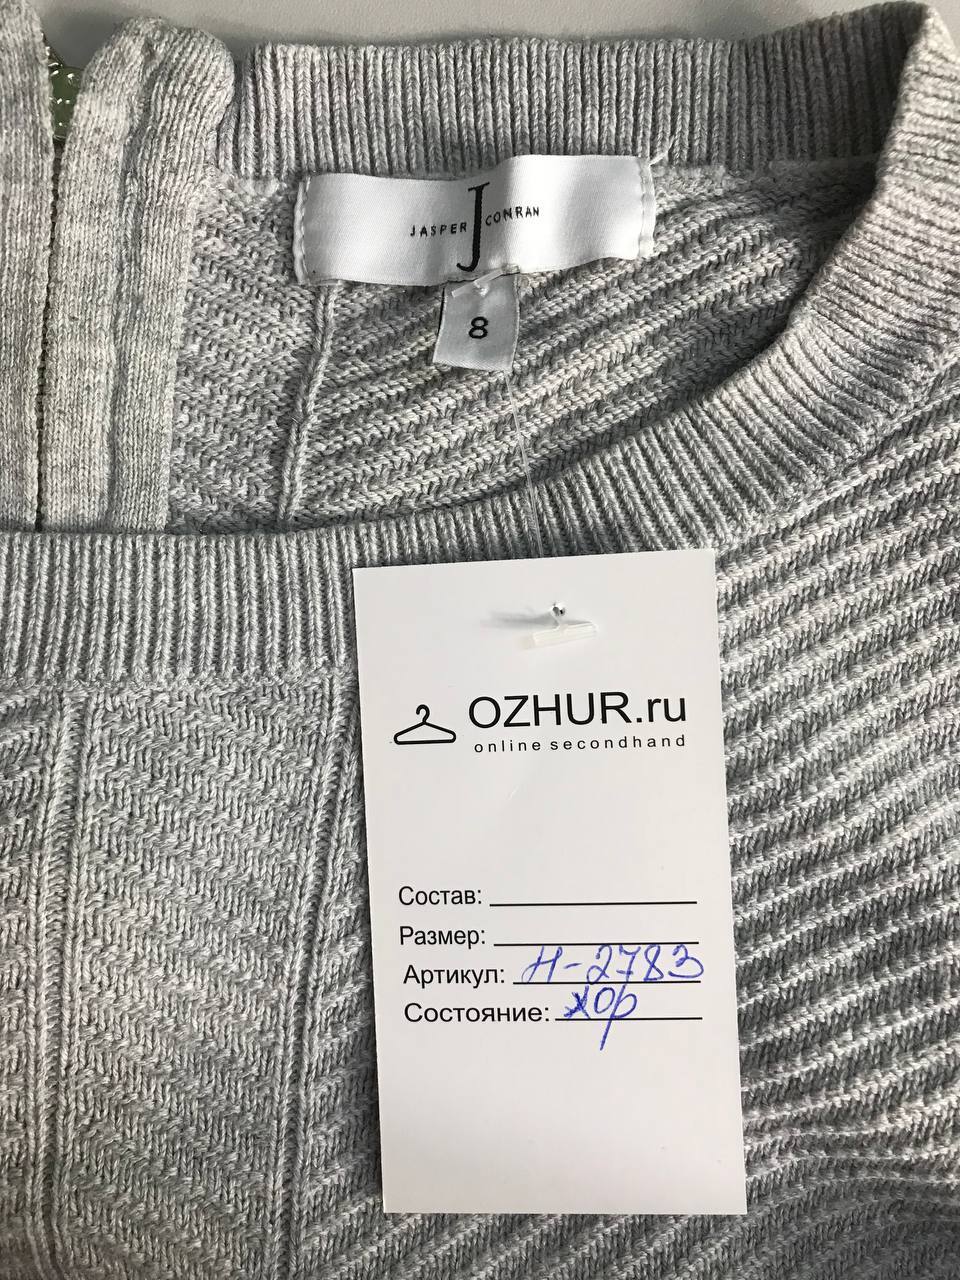 JASPER J CONRAN
8
OZHUR.ru
online secondhand
Состав:
Размер:
Артикул: Н-2783
Состояние: хор